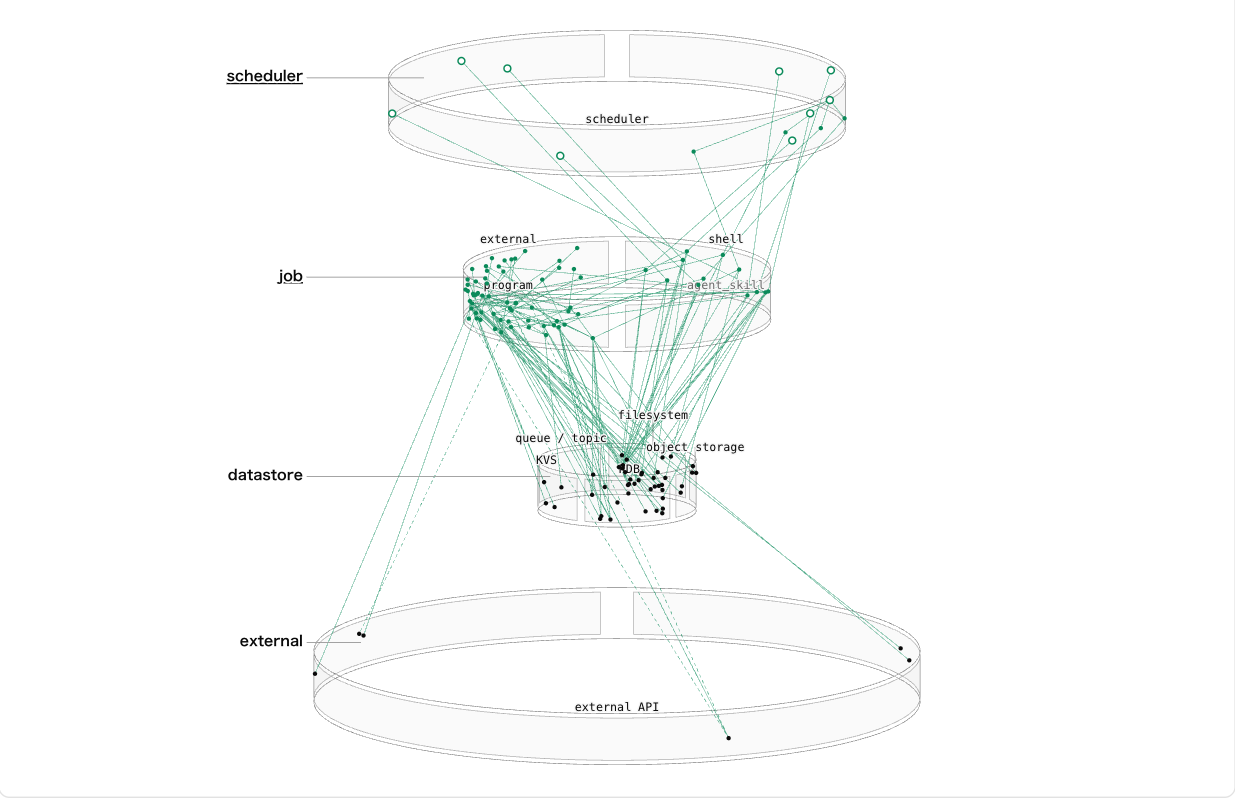 scheduler
scheduler
external
shell
job
program
agent_skill
filesystem
queue / topic
object storage
KVS
RDB
datastore
external
external API